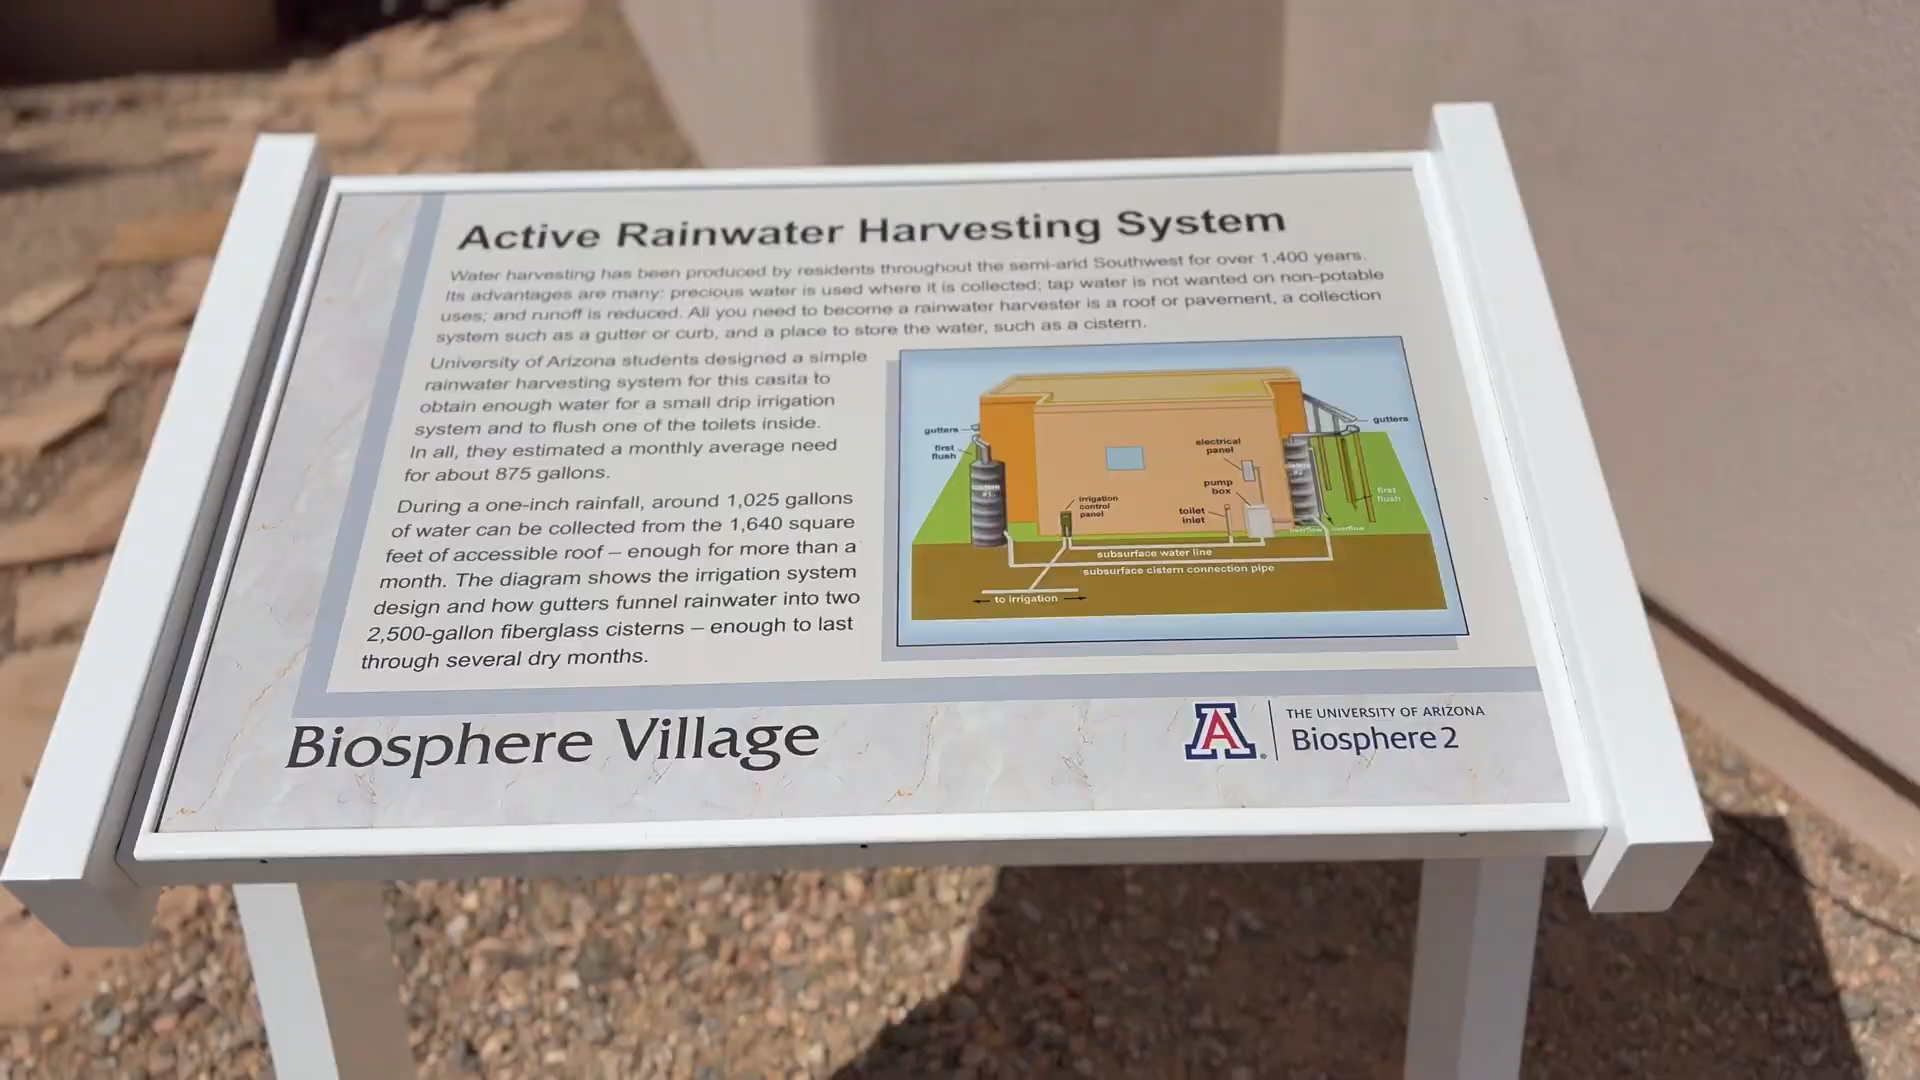 Active Rainwater Harvesting System
Water harvesting has been produced by residents throughout the semi-arid Southwest for over 1,400 years.
Its advantages are many: precious water is used where it is collected; tap water is not wanted on non-potable
uses; and runoff is reduced. All you need to become a rainwater harvester is a roof or pavement, a collection
system such as a gutter or curb, and a place to store the water, such as a cistern.
University of Arizona students designed a simple
rainwater harvesting system for this casita to
obtain enough water for a small drip irrigation
system and to flush one of the toilets inside.
In all, they estimated a monthly average need
for about 875 gallons.
During a one-inch rainfall, around 1,025 gallons
of water can be collected from the 1,640 square
feet of accessible roof – enough for more than a
month. The diagram shows the irrigation system
design and how gutters funnel rainwater into two
2,500-gallon fiberglass cisterns – enough to last
through several dry months.
gutters
first
flush
cistern
#1
irrigation
control
panel
electrical
panel
pump
box
toilet
inlet
cistern
#2
gutters
first
flush
overflow
overflow
subsurface water line
subsurface cistern connection pipe
to irrigation
Biosphere Village
A
THE UNIVERSITY OF ARIZONA
Biosphere 2